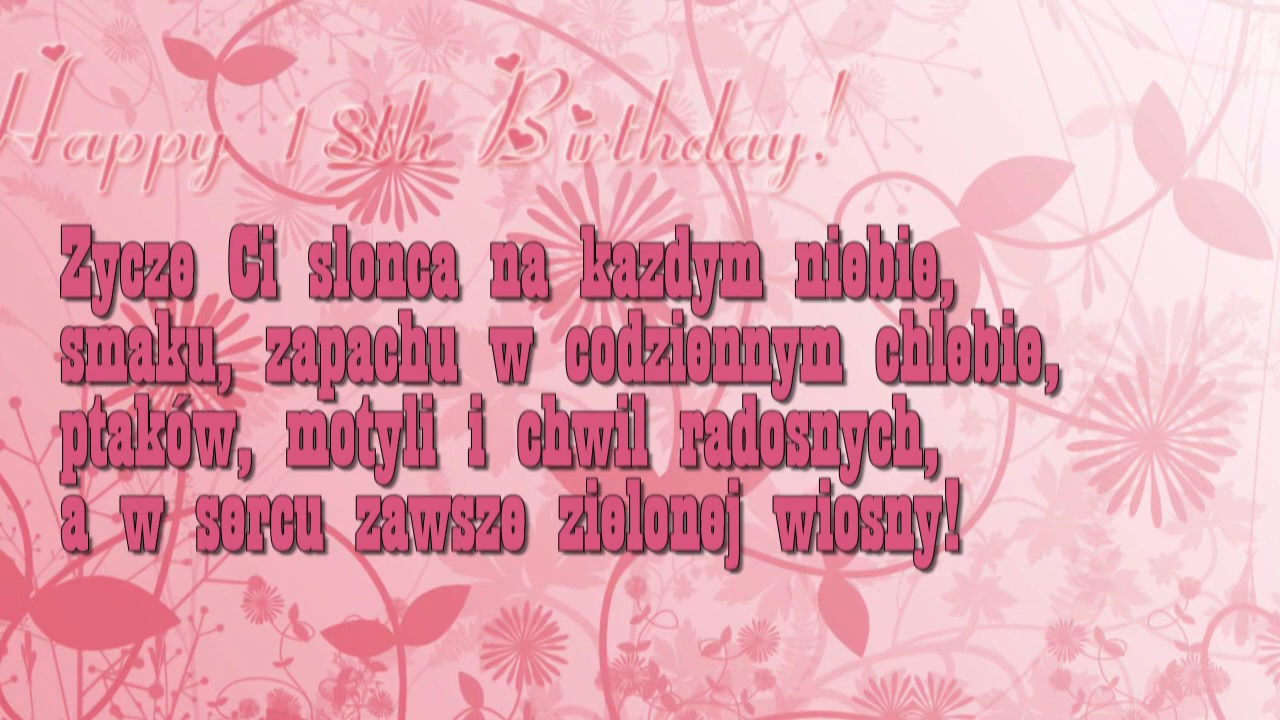 Happy 18th Birthday!
Zycze Ci slonca na kazdym niebie,
smaku, zapachu w codziennym chlebie,
ptaków, motyli i chwil radosnych,
a w sercu zawsze zielonej wiosny!